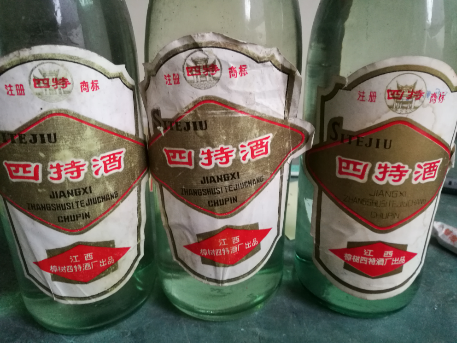 注册 四特 商标
SITEJIU
四特酒
JIANGXI
ZHANGSHUSITEJIUCHANG
CHUPIN
江西
樟树四特酒厂出品
注册 四特 商标
SITEJIU
四特酒
JIANGXI
ZHANGSHUSITEJIUCHANG
CHUPIN
江西
樟树四特酒厂出品
注册 四特 商标
SITEJIU
四特酒
JIANGXI
ZHANGSHUSITEJIUCHANG
CHUPIN
江西
樟树四特酒厂出品